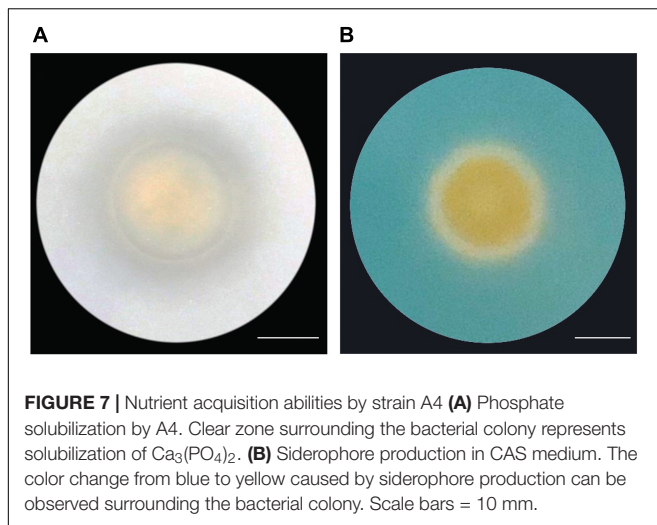 A
B
FIGURE 7 | Nutrient acquisition abilities by strain A4 (A) Phosphate
solubilization by A4. Clear zone surrounding the bacterial colony represents
solubilization of Ca₃(PO₄)₂. (B) Siderophore production in CAS medium. The
color change from blue to yellow caused by siderophore production can be
observed surrounding the bacterial colony. Scale bars = 10 mm.